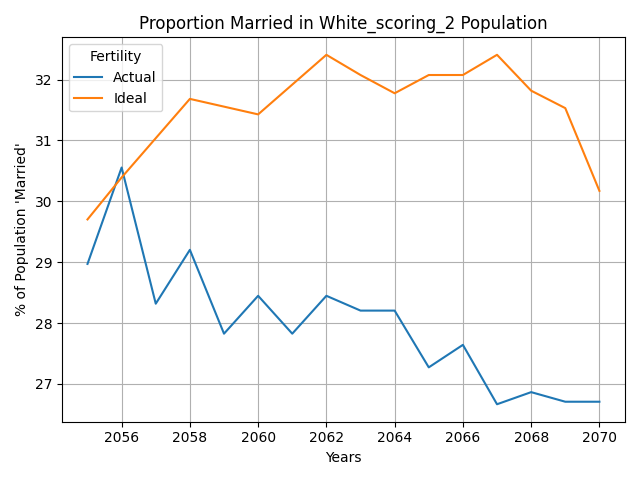 Proportion Married in White_scoring_2 Population
Fertility
Actual
Ideal
% of Population 'Married'
32
31
30
29
28
27
2056 2058 2060 2062 2064 2066 2068 2070
Years